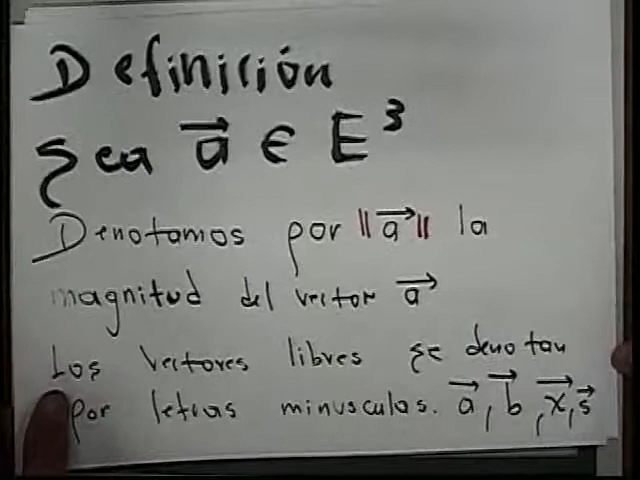 Definición
Sea a⃗ ∈ E³
Denotamos por ‖a⃗‖ la
magnitud del vector a⃗
Los vectores libres se denotan
por letras minusculas. a⃗, b⃗, x⃗, s⃗